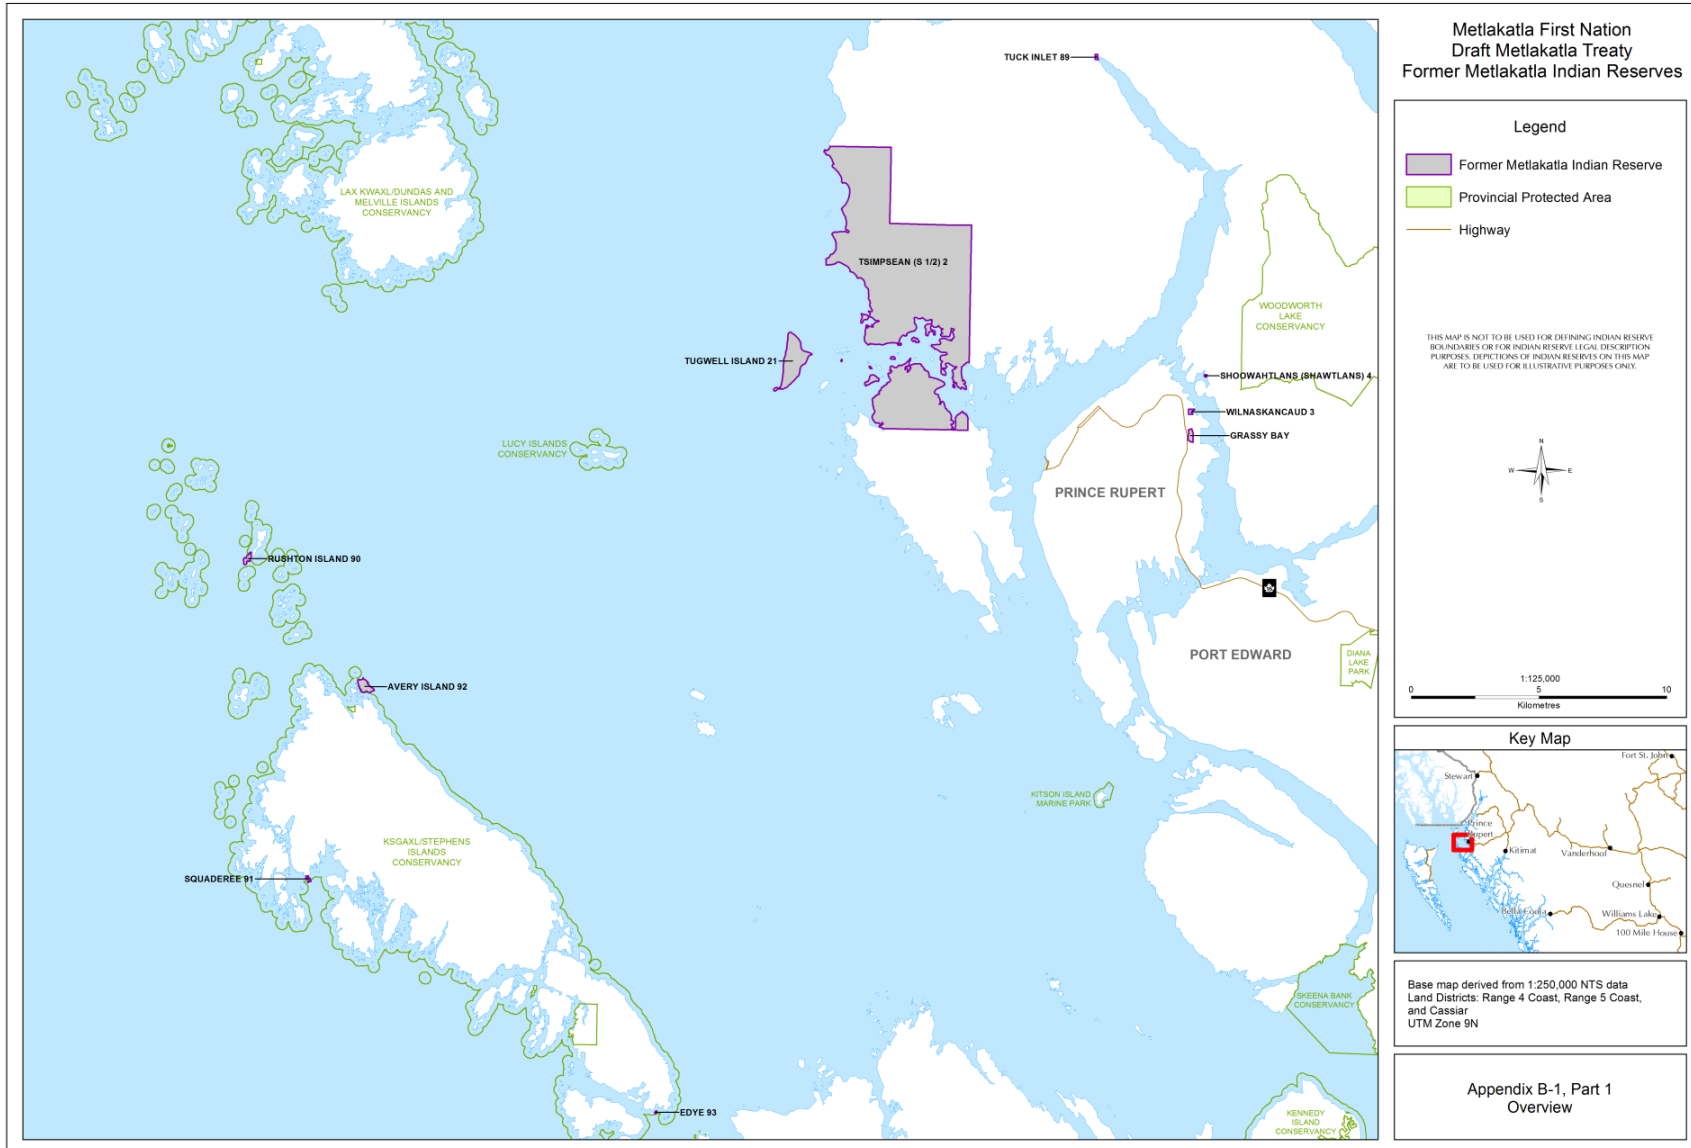 Metlakatla First Nation
Draft Metlakatla Treaty
Former Metlakatla Indian Reserves
Legend
Former Metlakatla Indian Reserve
Provincial Protected Area
Highway
THIS MAP IS NOT TO BE USED FOR DEFINING INDIAN RESERVE
BOUNDARIES OR FOR INDIAN RESERVE LEGAL DESCRIPTION
PURPOSES. DEPICTIONS OF INDIAN RESERVES ON THIS MAP
ARE TO BE USED FOR ILLUSTRATIVE PURPOSES ONLY.
N
W
E
S
1:125,000
0
5
10
Kilometres
Key Map
Fort St. John
Stewart
Prince
Rupert
Kitimat
Vanderhoof
Quesnel
Bella Coola
Williams Lake
100 Mile House
Base map derived from 1:250,000 NTS data
Land Districts: Range 4 Coast, Range 5 Coast,
and Cassiar
UTM Zone 9N
Appendix B-1, Part 1
Overview
TUCK INLET 89
LAX KWAXL/DUNDAS AND
MELVILLE ISLANDS
CONSERVANCY
TSIMPSEAN (S 1/2) 2
WOODWORTH
LAKE
CONSERVANCY
TUGWELL ISLAND 21
SHOOWAHTLANS (SHAWTLANS) 4
WILNASKANCAUD 3
GRASSY BAY
LUCY ISLANDS
CONSERVANCY
PRINCE RUPERT
RUSHTON ISLAND 90
PORT EDWARD
DIANA
LAKE
PARK
AVERY ISLAND 92
KITSON ISLAND
MARINE PARK
KSGAXL/STEPHENS
ISLANDS
CONSERVANCY
SQUADEREE 91
SKEENA BANK
CONSERVANCY
EDYE 93
KENNEDY
ISLAND
CONSERVANCY